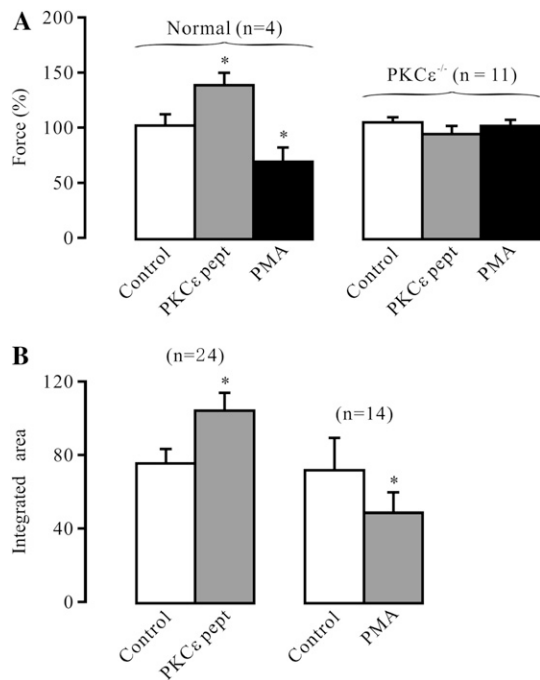 A
Normal (n=4)
PKCε-/- (n = 11)
Force (%)
200
150
100
50
0
*
*
Control
PKCε pept
PMA
Control
PKCε pept
PMA
B
(n=24)
(n=14)
Integrated area
120
80
40
0
*
*
Control
PKCε pept
Control
PMA